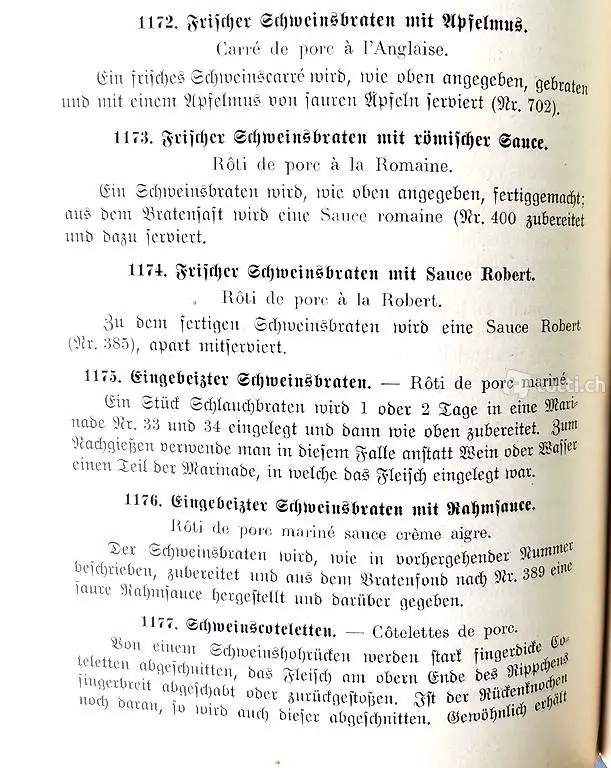 1172. Frischer Schweinsbraten mit Apfelmus.
Carré de porc à l'Anglaise.
Ein frisches Schweinscarré wird, wie oben angegeben, gebraten
und mit einem Apfelmus von sauren Äpfeln serviert (Nr. 702).
1173. Frischer Schweinsbraten mit römischer Sauce.
Rôti de porc à la Romaine.
Ein Schweinsbraten wird, wie oben angegeben, fertiggemacht;
aus dem Bratensaft wird eine Sauce romaine (Nr. 400 zubereitet
und dazu serviert.
1174. Frischer Schweinsbraten mit Sauce Robert.
Rôti de porc à la Robert.
Zu dem fertigen Schweinsbraten wird eine Sauce Robert
(Nr. 385), apart mitserviert.
1175. Eingebeizter Schweinsbraten. — Rôti de porc mariné.
tutti.ch
Ein Stück Schlauchbraten wird 1 oder 2 Tage in eine Mari-
nade Nr. 33 und 34 eingelegt und dann wie oben zubereitet. Zum
Nachgießen verwende man in diesem Falle anstatt Wein oder Wasser
einen Teil der Marinade, in welche das Fleisch eingelegt war.
1176. Eingebeizter Schweinsbraten mit Rahmsauce.
Rôti de porc mariné sauce crème aigre.
Der Schweinsbraten wird, wie in vorhergehender Nummer
beschrieben, zubereitet und aus dem Bratenfond nach Nr. 389 eine
saure Rahmsauce hergestellt und darüber gegeben.
1177. Schweinscoteletten. — Côtelettes de porc.
Von einem Schweinshohrücken werden stark fingerdicke Co-
teletten abgeschnitten, das Fleisch am obern Ende des Rippchens
fingerbreit abgeschabt oder zurückgestoßen. Ist der Rückenknochen
noch daran, so wird auch dieser abgeschnitten. Gewöhnlich erhält